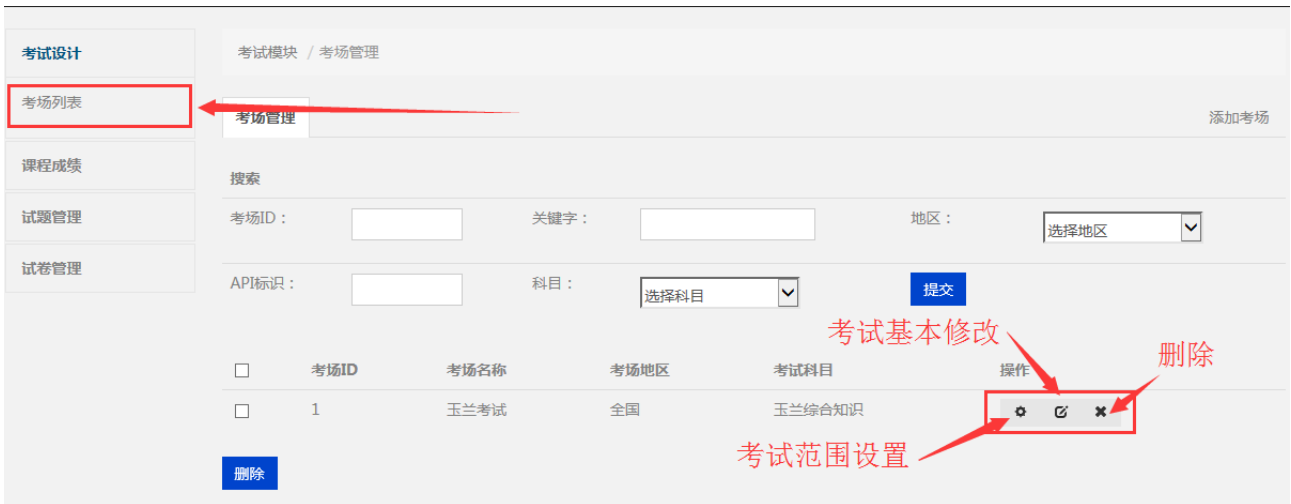 考试设计
考试模块 / 考场管理
考场列表
考场管理
添加考场
课程成绩
搜索
试题管理
考场ID：
关键字：
地区：
选择地区
试卷管理
API标识：
科目：
选择科目
提交
考试基本修改
删除
考场ID 考场名称 考场地区 考试科目 操作
1 玉兰考试 全国 玉兰综合知识
考试范围设置
删除